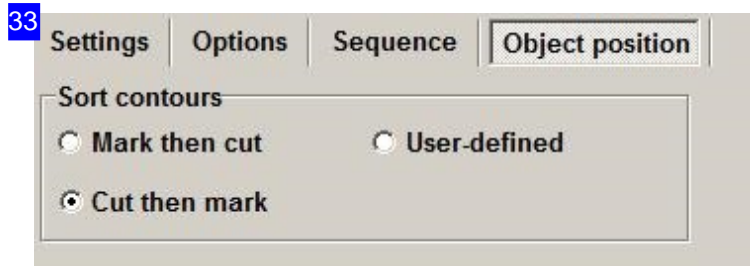 33
Settings Options Sequence Object position
Sort contours
Mark then cut User-defined
Cut then mark